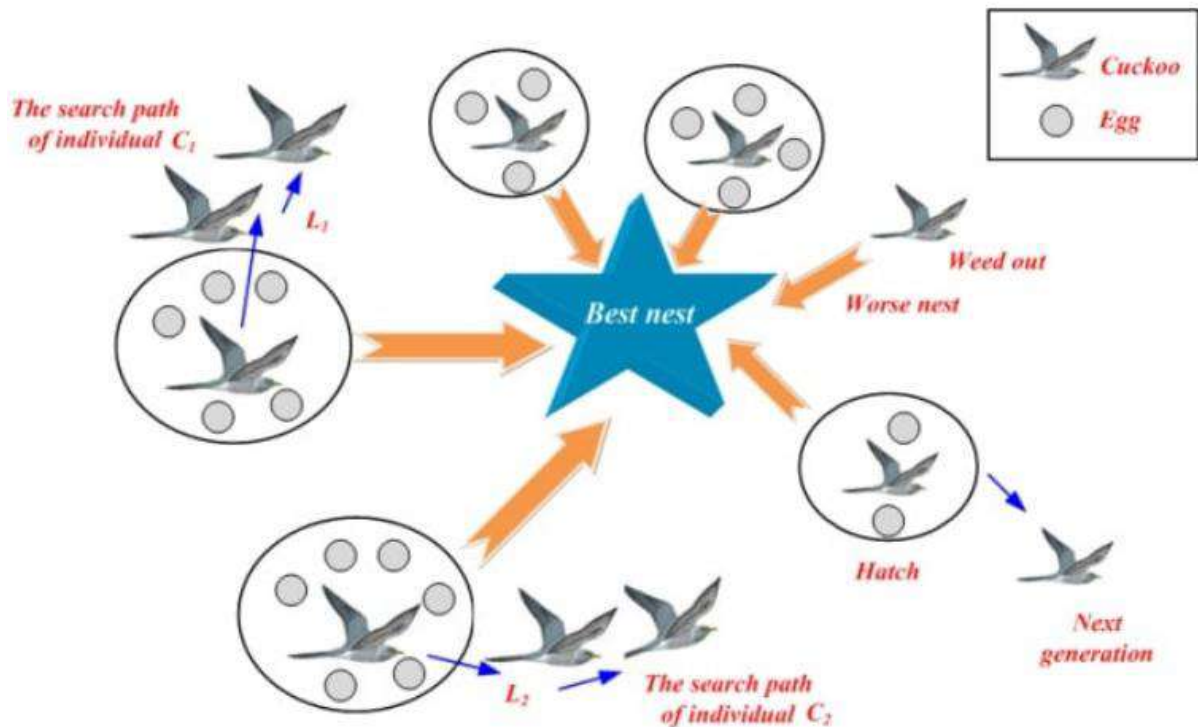 Cuckoo
Egg
The search path
of individual C₁
L₁
Weed out
Worse nest
Best nest
Hatch
Next
generation
L₂
The search path
of individual C₂